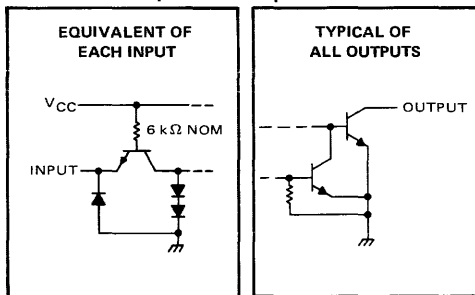 EQUIVALENT OF
EACH INPUT
VCC
6 kΩ NOM
INPUT
TYPICAL OF
ALL OUTPUTS
OUTPUT